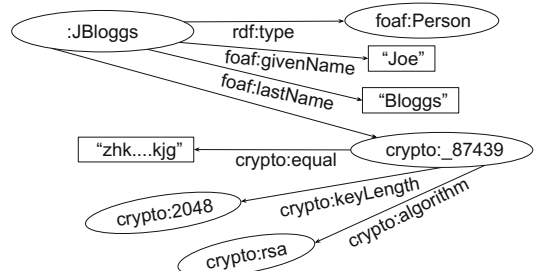 :JBloggs
rdf:type
foaf:Person
foaf:givenName
“Joe”
foaf:lastName
“Bloggs”
“zhk....kjg”
crypto:equal
crypto:_87439
crypto:2048
crypto:keyLength
crypto:algorithm
crypto:rsa